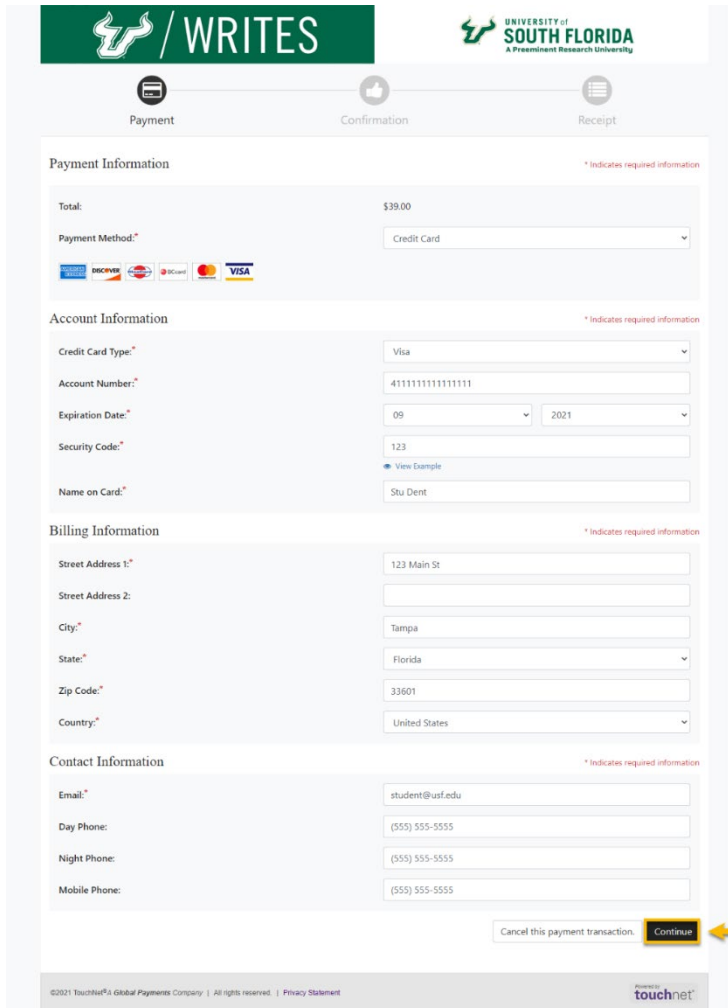 / WRITES
UNIVERSITY of
SOUTH FLORIDA
A Preeminent Research University
Payment Confirmation Receipt
Payment Information * Indicates required information
Total: $39.00
Payment Method:* Credit Card
DISCOVER VISA
Account Information * Indicates required information
Credit Card Type:* Visa
Account Number:* 4111111111111111
Expiration Date:* 09 2021
Security Code:* 123
View Example
Name on Card:* Stu Dent
Billing Information * Indicates required information
Street Address 1:* 123 Main St
Street Address 2:
City:* Tampa
State:* Florida
Zip Code:* 33601
Country:* United States
Contact Information * Indicates required information
Email:* student@usf.edu
Day Phone: (555) 555-5555
Night Phone: (555) 555-5555
Mobile Phone: (555) 555-5555
Cancel this payment transaction. Continue
©2021 TouchNet® A Global Payments Company | All rights reserved. | Privacy Statement
Powered by
touchnet